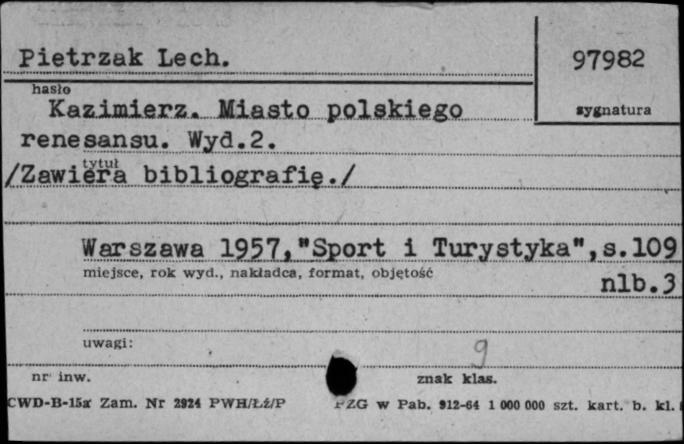 Pietrzak Lech.
97982
hasło
sygnatura
Kazimierz. Miasto polskiego
renesansu. Wyd.2.
tytuł
/Zawiera bibliografię./
Warszawa 1957,"Sport i Turystyka",s.109
miejsce, rok wyd., nakładca, format, objętość
nlb.3
uwagi:
9
nr inw.
znak klas.
CWD-B-15a Zam. Nr 2924 PWH/Łż/P
PZG w Pab. 912-64 1 000 000 szt. kart. b. kl.